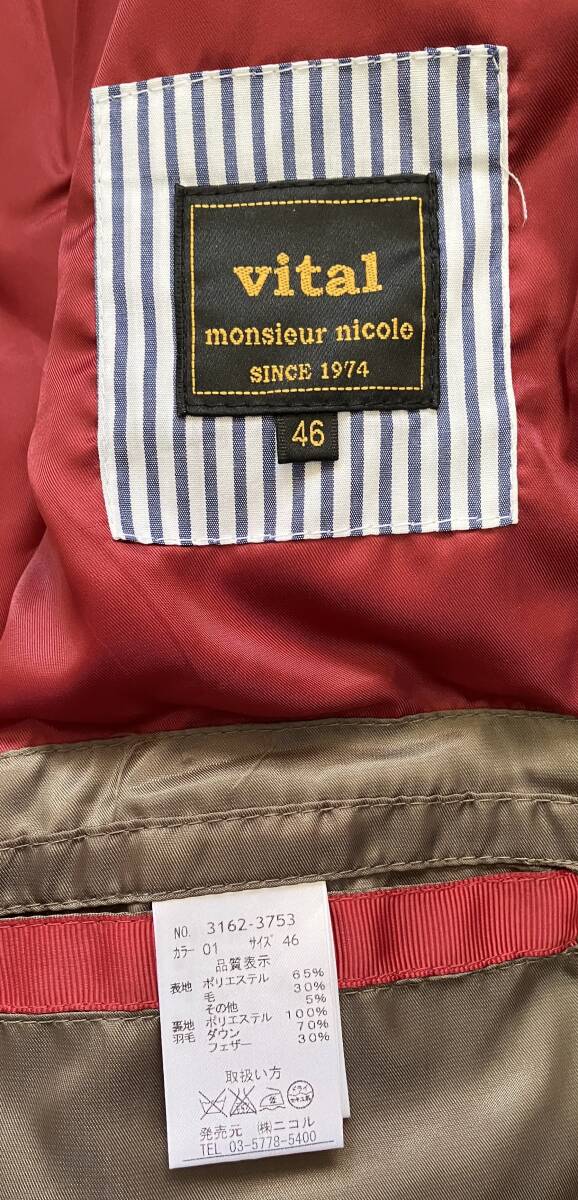 vital
monsieur nicole
SINCE 1974
46
NO. 3162-3753
カラー 01 サイズ 46
品質表示
表地 ポリエステル 65%
毛 30%
その他 5%
裏地 ポリエステル 100%
羽毛 ダウン 70%
フェザー 30%
取扱い方
ドライ
発売元 (株)ニコル
TEL 03-5778-5400